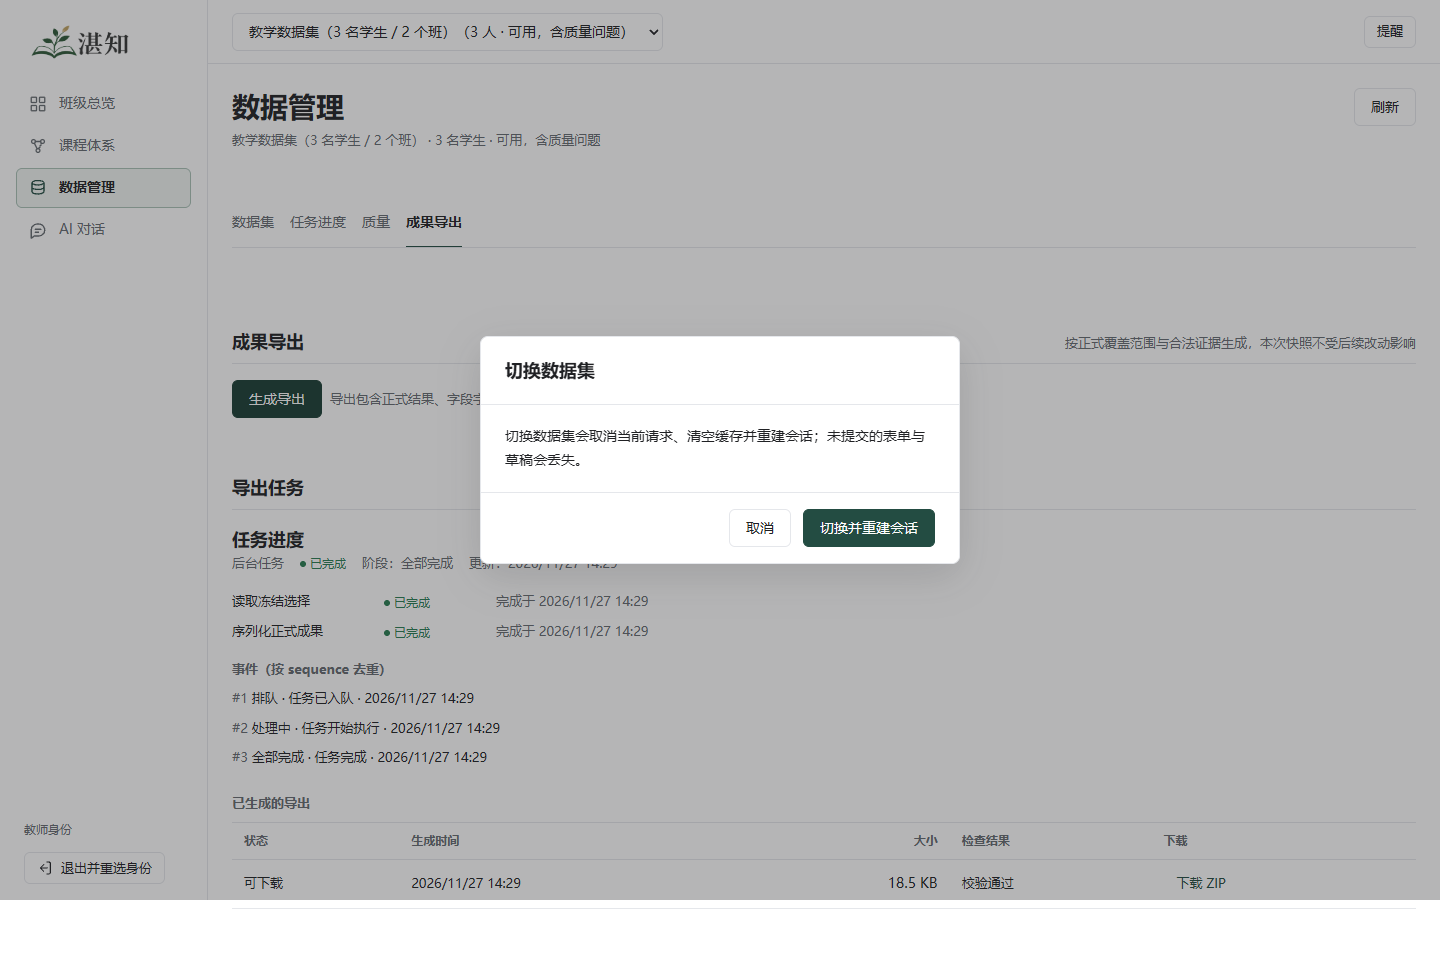 湛知
教学数据集（3 名学生 / 2 个班）（3 人 · 可用，含质量问题）
提醒
班级总览
课程体系
数据管理
AI 对话
数据管理
刷新
教学数据集（3 名学生 / 2 个班） · 3 名学生 · 可用，含质量问题
数据集 任务进度 质量 成果导出
成果导出
按正式覆盖范围与合法证据生成，本次快照不受后续改动影响
生成导出
导出包含正式结果、字段
切换数据集
切换数据集会取消当前请求、清空缓存并重建会话；未提交的表单与
草稿会丢失。
取消
切换并重建会话
导出任务
任务进度
后台任务 已完成 阶段：全部完成 更新：2026/11/27 14:29
读取冻结选择 已完成 完成于 2026/11/27 14:29
序列化正式成果 已完成 完成于 2026/11/27 14:29
事件（按 sequence 去重）
#1 排队 · 任务已入队 · 2026/11/27 14:29
#2 处理中 · 任务开始执行 · 2026/11/27 14:29
#3 全部完成 · 任务完成 · 2026/11/27 14:29
已生成的导出
状态 生成时间 大小 检查结果 下载
可下载 2026/11/27 14:29 18.5 KB 校验通过 下载 ZIP
教师身份
退出并重选身份